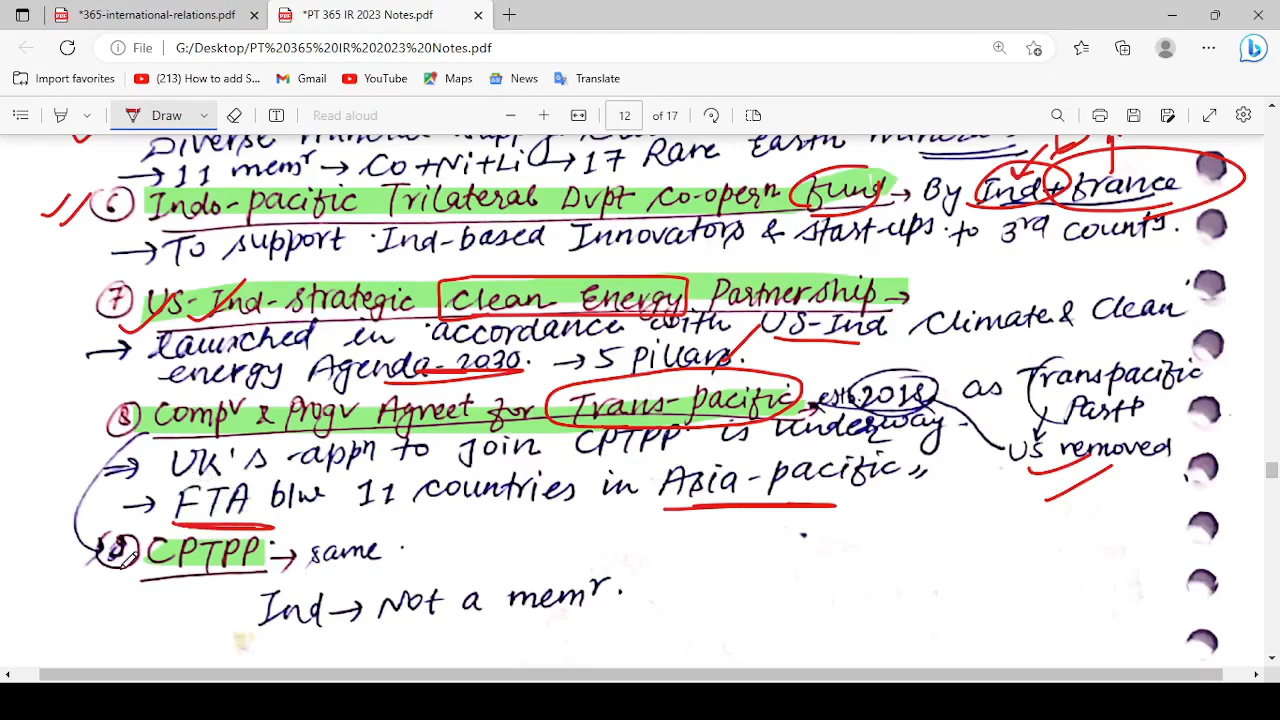 *365-international-relations.pdf
*PT 365 IR 2023 Notes.pdf
File G:/Desktop/PT%20365%20IR%202023%20Notes.pdf
Import favorites (213) How to add S... Gmail YouTube Maps News Translate
Draw Read aloud 12 of 17
Diverse
→ 11 memr → Co + Ni + Li → 17 Rare Earth
⑥ Indo-pacific Trilateral Dvpt co-opern fund → By Ind + france
→ To support Ind-based Innovators & start-ups to 3rd counts.
⑦ US-Ind-strategic clean Energy Partnership →
→ launched in accordance with US-Ind Climate & Clean
energy Agenda-2030. → 5 pillars.
⑧ Compv & Progv Agreet for Trans-pacific → estb 2018 as Transpacific
Partp
→ UK's appn to join CPTPP is underway.
US removed
→ FTA b/w 11 countries in Asia-pacific,,
CPTPP → same
Ind → Not a memr.